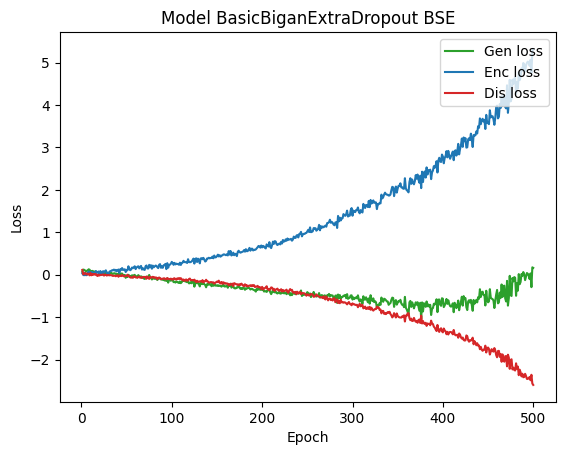 Model BasicBiganExtraDropout BSE
Gen loss
Enc loss
Dis loss
Loss
5
4
3
2
1
0
−1
−2
0 100 200 300 400 500
Epoch